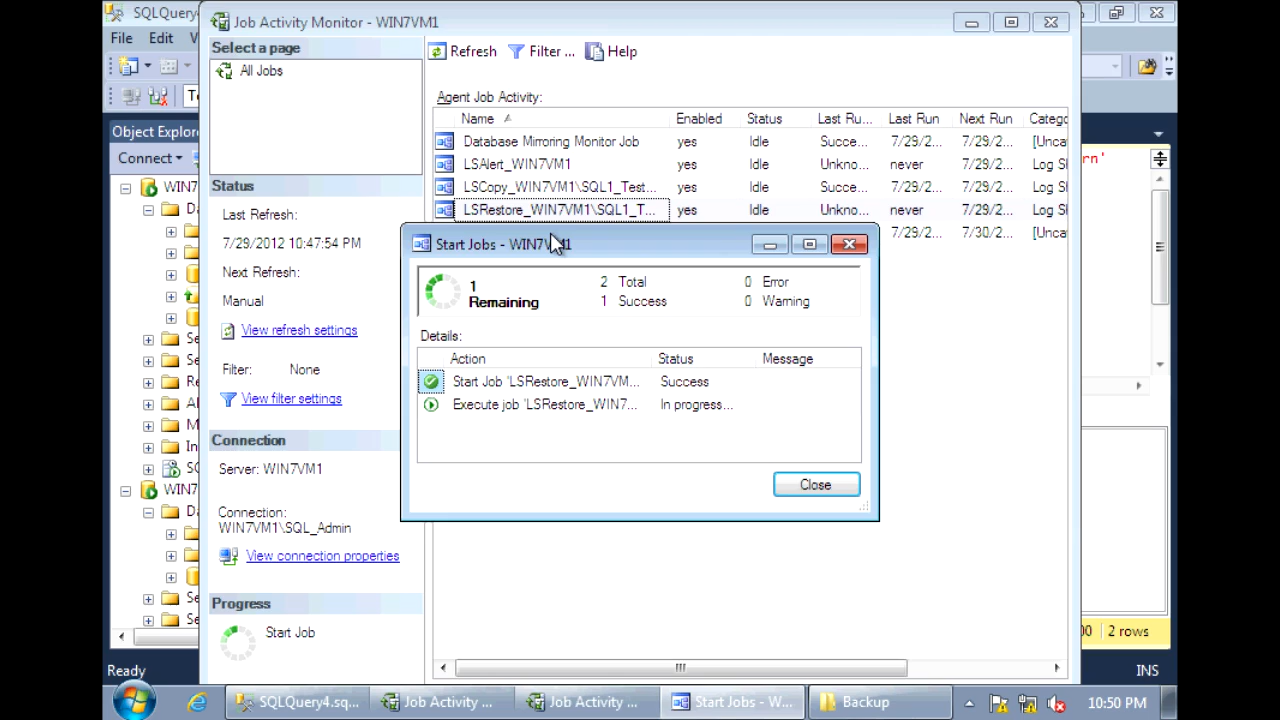 SQLQuery4
Job Activity Monitor - WIN7VM1
File Edit V
Select a page
All Jobs
Refresh Filter ... Help
Agent Job Activity:
Name Enabled Status Last Ru... Last Run Next Run Catego
Database Mirroring Monitor Job yes Idle Succe... 7/29/2... 7/29/2... [Unca
LSAlert_WIN7VM1 yes Idle Unkno... never 7/29/2... Log Sh
LSCopy_WIN7VM1\SQL1_Test... yes Idle Succe... 7/29/2... 7/29/2... Log Sh
LSRestore_WIN7VM1\SQL1_T... yes Idle Unkno... never 7/29/2... Log Sh
7/29/2... 7/30/2... [Unca
Object Explor
Connect
WIN7
Status
Last Refresh:
7/29/2012 10:47:54 PM
Next Refresh:
Manual
View refresh settings
Filter: None
View filter settings
Connection
Server: WIN7VM1
Connection:
WIN7VM1\SQL_Admin
View connection properties
Progress
Start Job
WIN7
Start Jobs - WIN7VM1
1
Remaining
2 Total 0 Error
1 Success 0 Warning
Details:
Action Status Message
Start Job 'LSRestore_WIN7VM... Success
Execute job 'LSRestore_WIN7... In progress...
Close
rn'
00 2 rows
Ready INS
SQLQuery4.sq... Job Activity ... Job Activity ... Start Jobs - W... Backup 10:50 PM